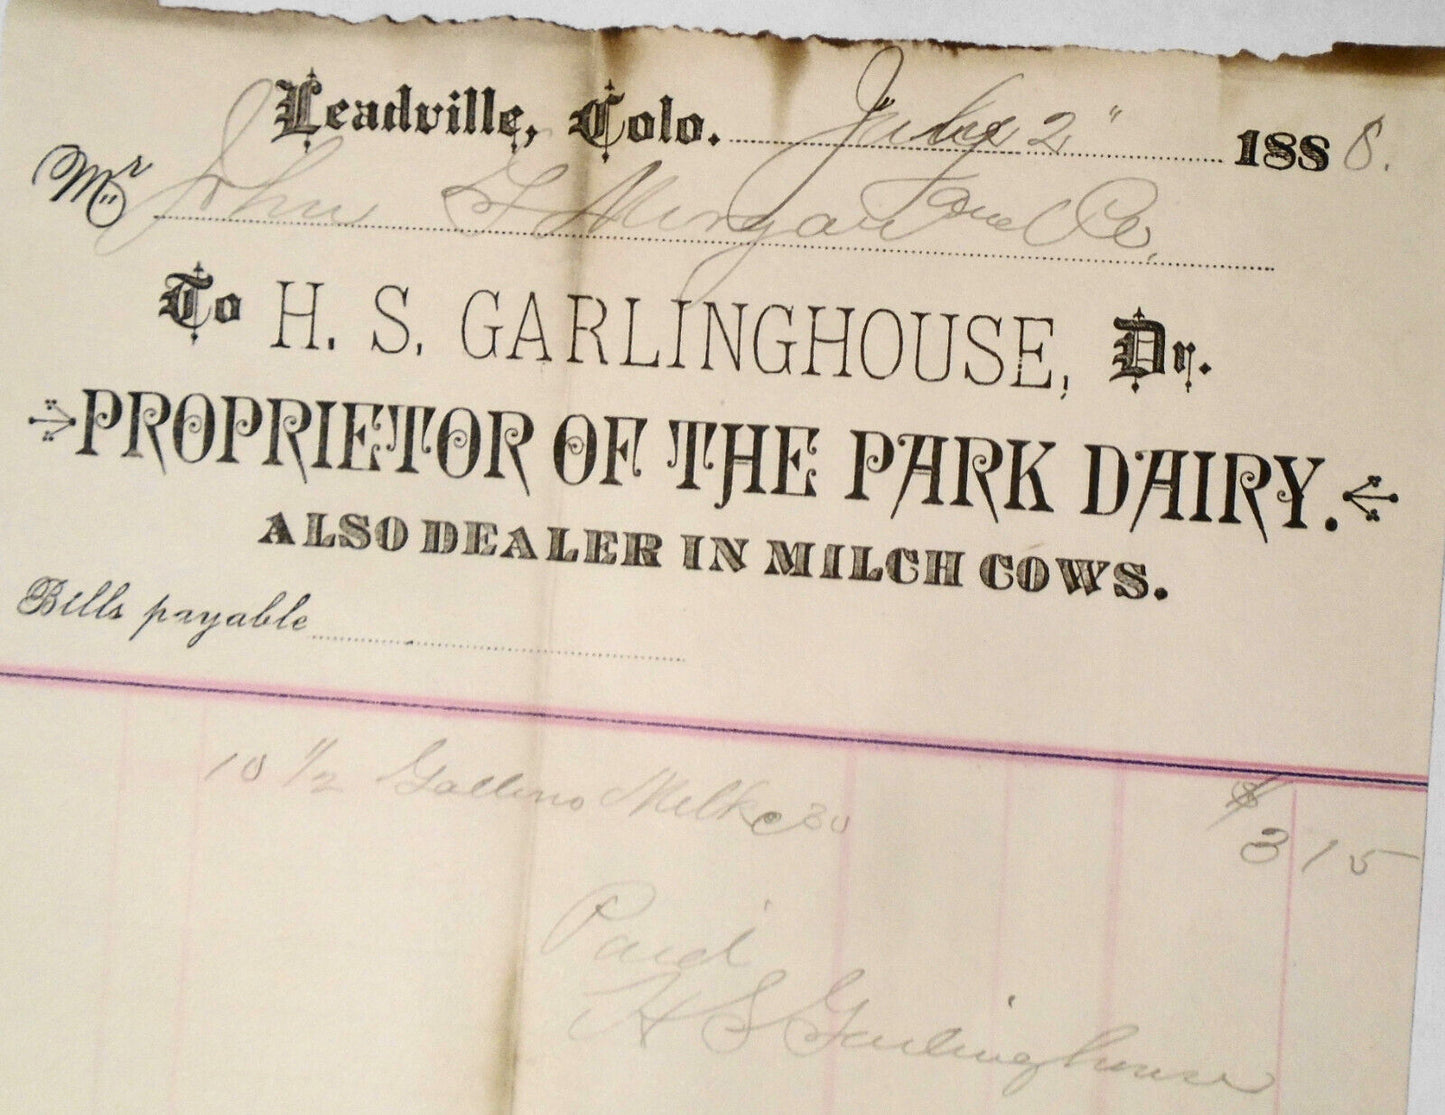 Leadville, Colo. July 2" 1888.
Mr John G Morgan and Co.
To H. S. GARLINGHOUSE, Dr.
PROPRIETOR OF THE PARK DAIRY.
ALSO DEALER IN MILCH COWS.
Bills payable
10 1/2 Gallons Milk @ 30 $ 3 15
Paid
H S Garlinghouse